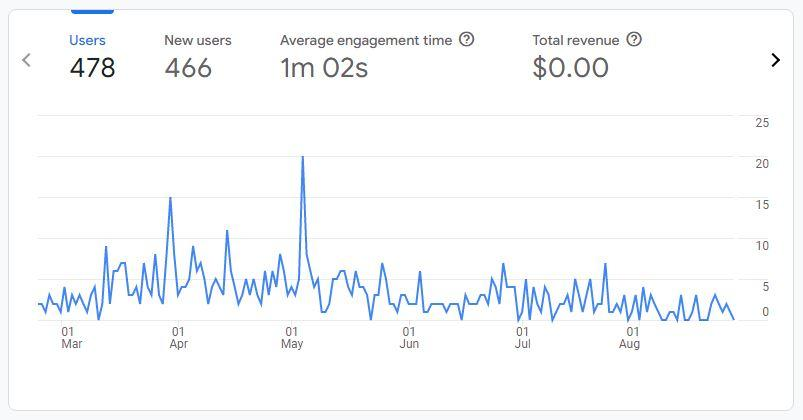 Users
478
New users
466
Average engagement time ?
1m 02s
Total revenue ?
$0.00
25
20
15
10
5
0
01
Mar
01
Apr
01
May
01
Jun
01
Jul
01
Aug